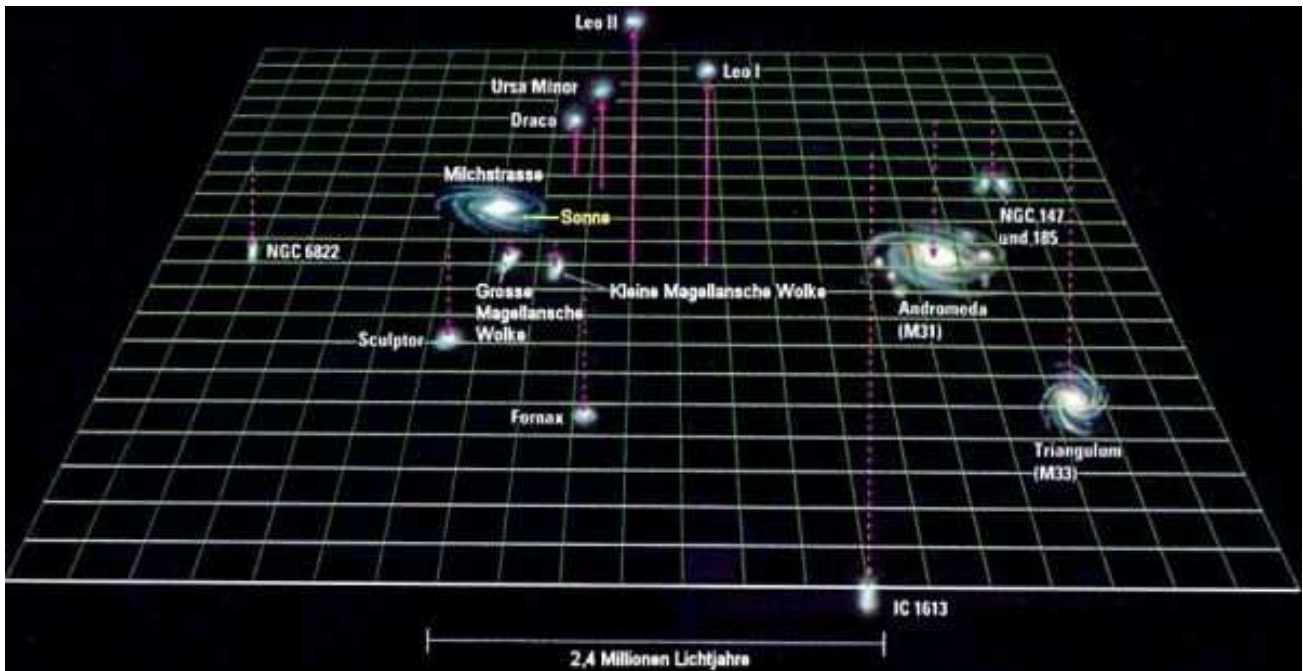 Leo II
Leo I
Ursa Minor
Draco
Milchstrasse
Sonne
NGC 147
und 185
NGC 6822
Grosse
Magellansche
Wolke
Kleine Magellansche Wolke
Andromeda
(M31)
Sculptor
Fornax
Triangulum
(M33)
IC 1613
2,4 Millionen Lichtjahre